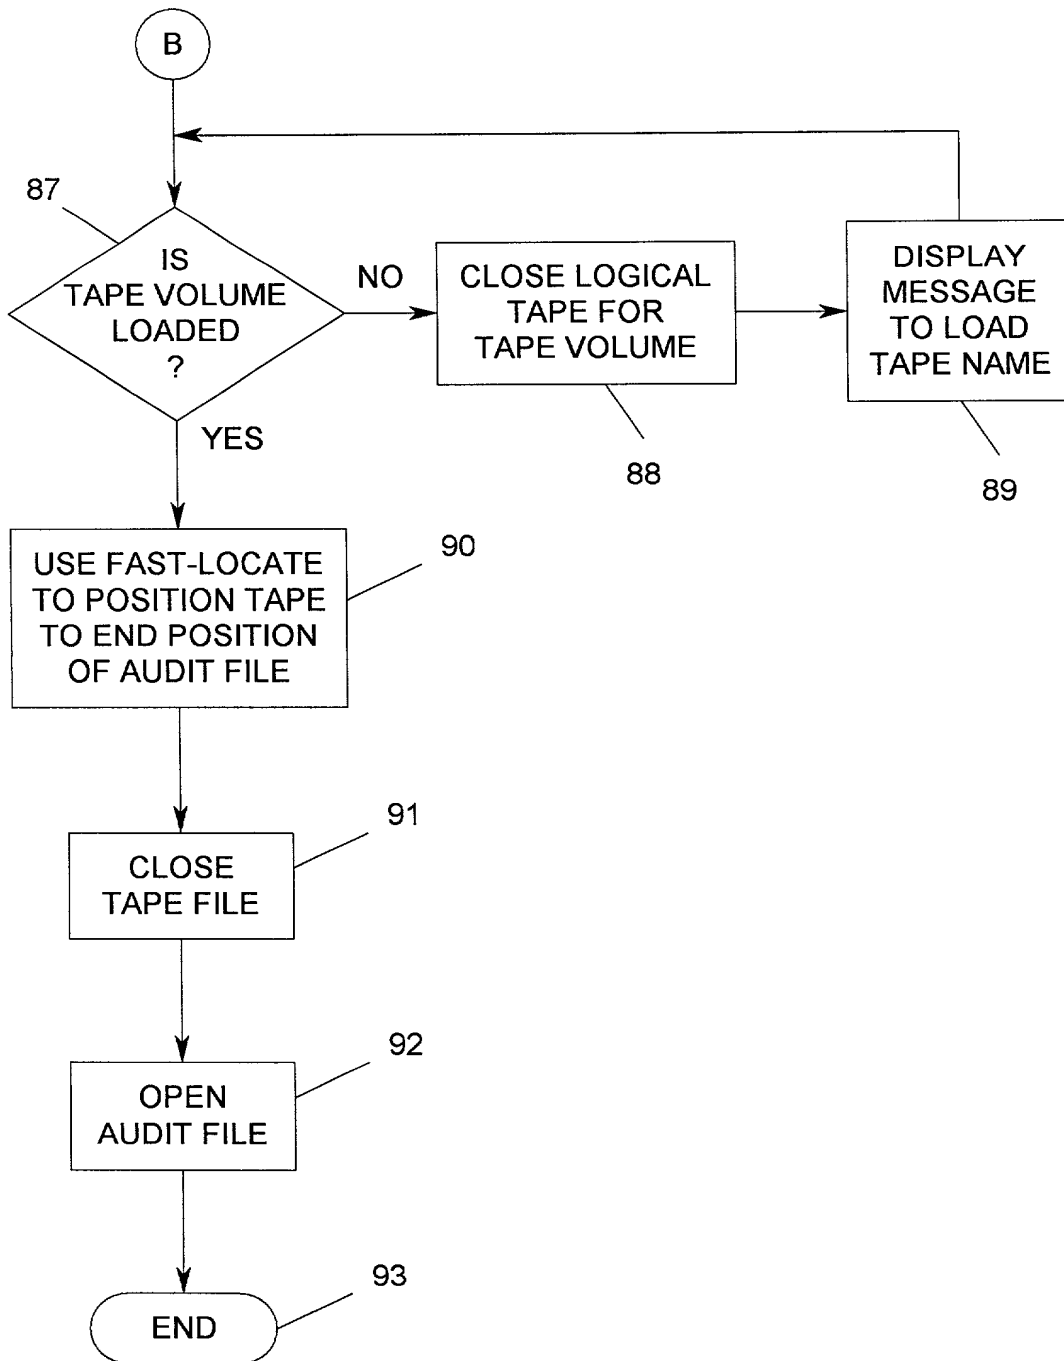 B
87
IS
TAPE VOLUME
LOADED
?
NO
CLOSE LOGICAL
TAPE FOR
TAPE VOLUME
88
DISPLAY
MESSAGE
TO LOAD
TAPE NAME
89
YES
USE FAST-LOCATE
TO POSITION TAPE
TO END POSITION
OF AUDIT FILE
90
CLOSE
TAPE FILE
91
OPEN
AUDIT FILE
92
END
93